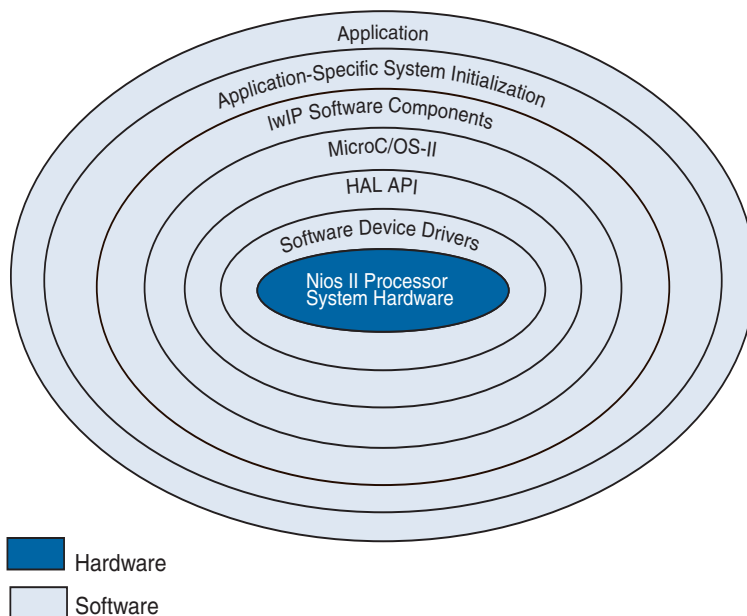 Application
Application-Specific System Initialization
lwIP Software Components
MicroC/OS-II
HAL API
Software Device Drivers
Nios II Processor
System Hardware
Hardware
Software